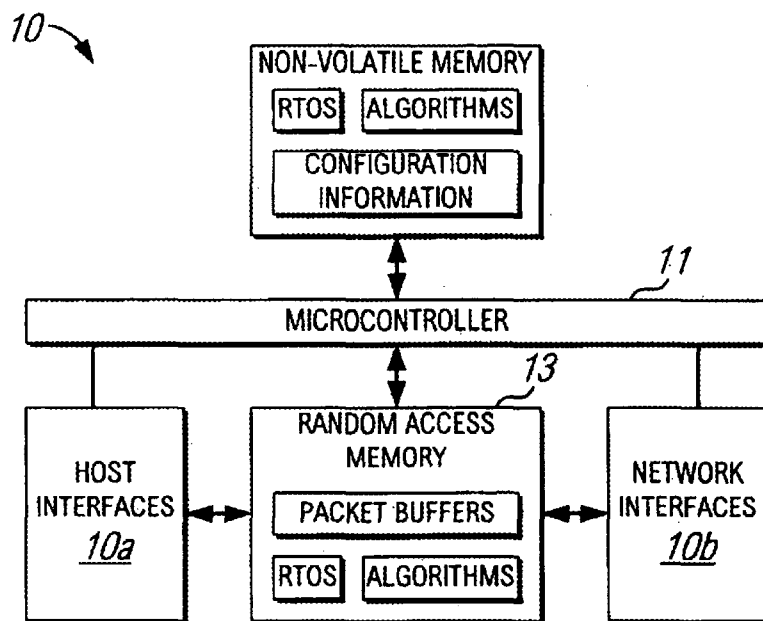 10
NON-VOLATILE MEMORY
RTOS
ALGORITHMS
CONFIGURATION
INFORMATION
11
MICROCONTROLLER
13
HOST
INTERFACES
10a
RANDOM ACCESS
MEMORY
PACKET BUFFERS
RTOS
ALGORITHMS
NETWORK
INTERFACES
10b